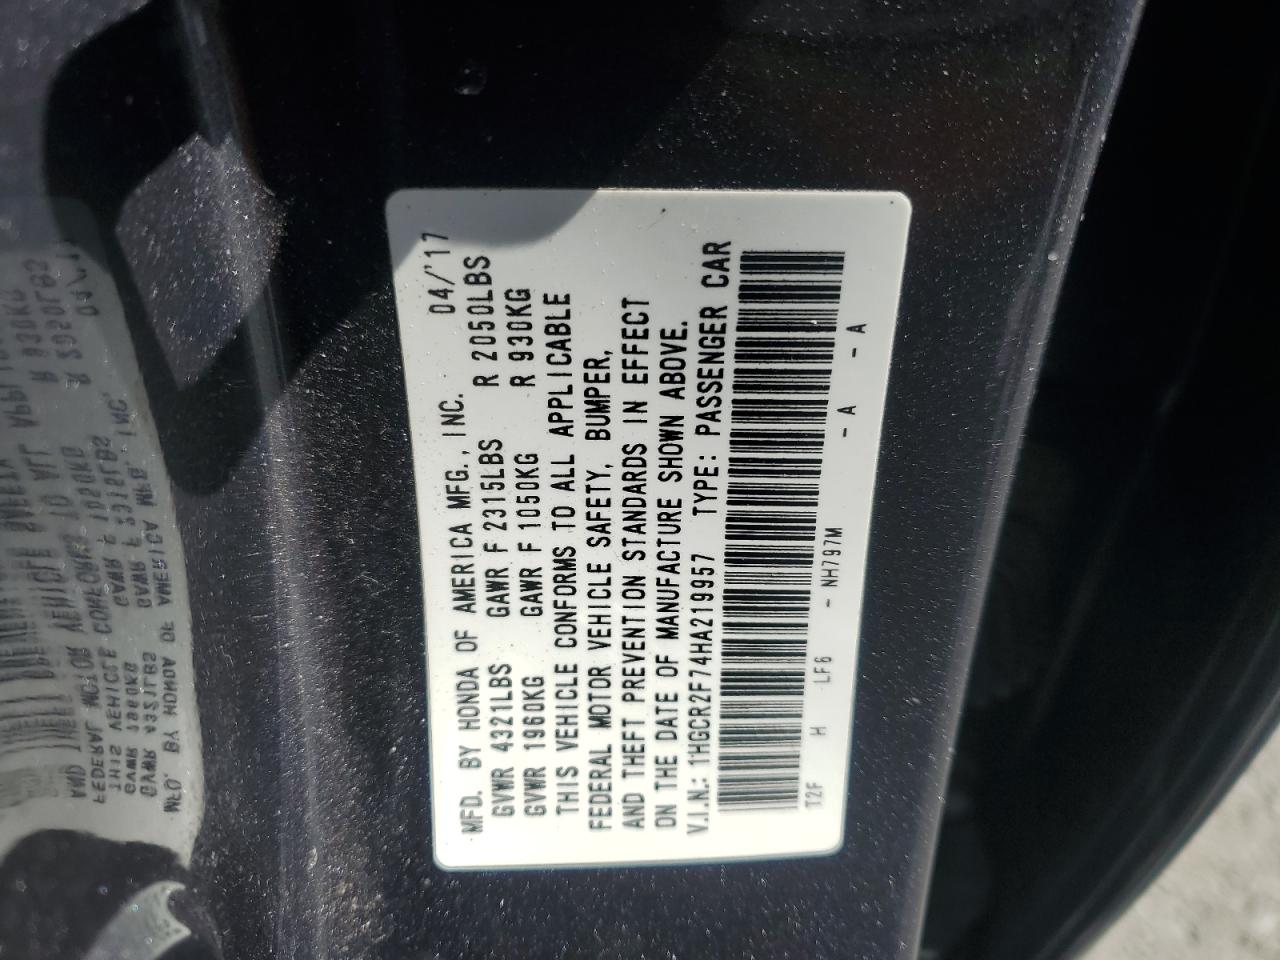 MFD. BY HONDA OF AMERICA MFG., INC. 04/'17
GVWR 4321LBS GAWR F 2315LBS R 2050LBS
GVWR 1960KG GAWR F 1050KG R 930KG
THIS VEHICLE CONFORMS TO ALL APPLICABLE
FEDERAL MOTOR VEHICLE SAFETY, BUMPER,
AND THEFT PREVENTION STANDARDS IN EFFECT
ON THE DATE OF MANUFACTURE SHOWN ABOVE.
V.I.N.: 1HGCR2F74HA219957 TYPE: PASSENGER CAR
T2F H LF6 - NH797M - A - A